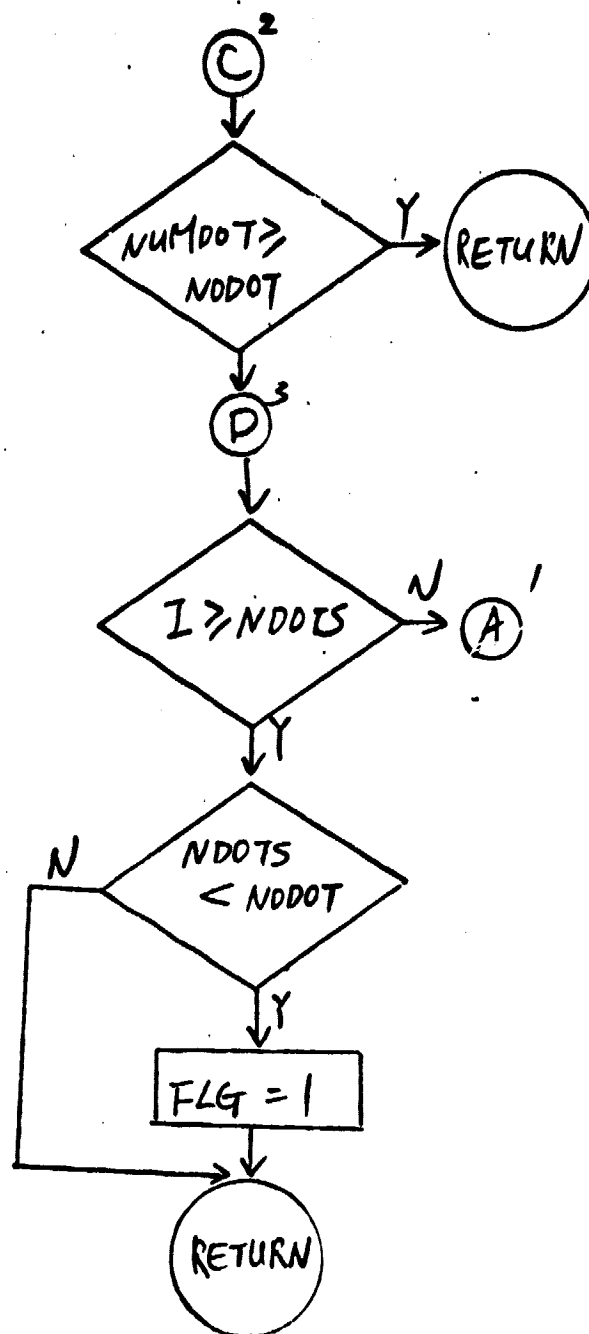 2
C
NUMDOT ≥
NODOT
Y
RETURN
3
D
I ≥ NDOTS
N
A
1
Y
NDOTS
< NODOT
N
Y
FLG = 1
RETURN